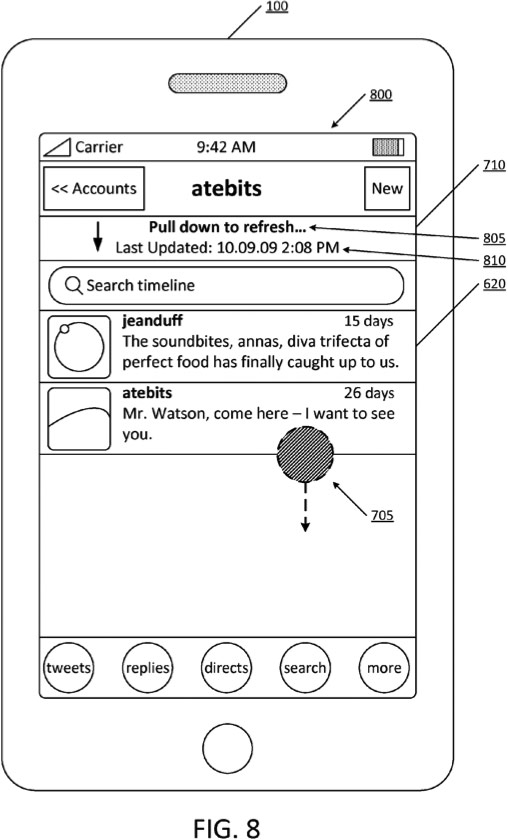 100
800
Carrier 9:42 AM
<< Accounts atebits New
710
Pull down to refresh...
805
Last Updated: 10.09.09 2:08 PM
810
620
Search timeline
jeanduff 15 days
The soundbites, annas, diva trifecta of
perfect food has finally caught up to us.
atebits 26 days
Mr. Watson, come here – I want to see
you.
705
tweets replies directs search more
FIG. 8